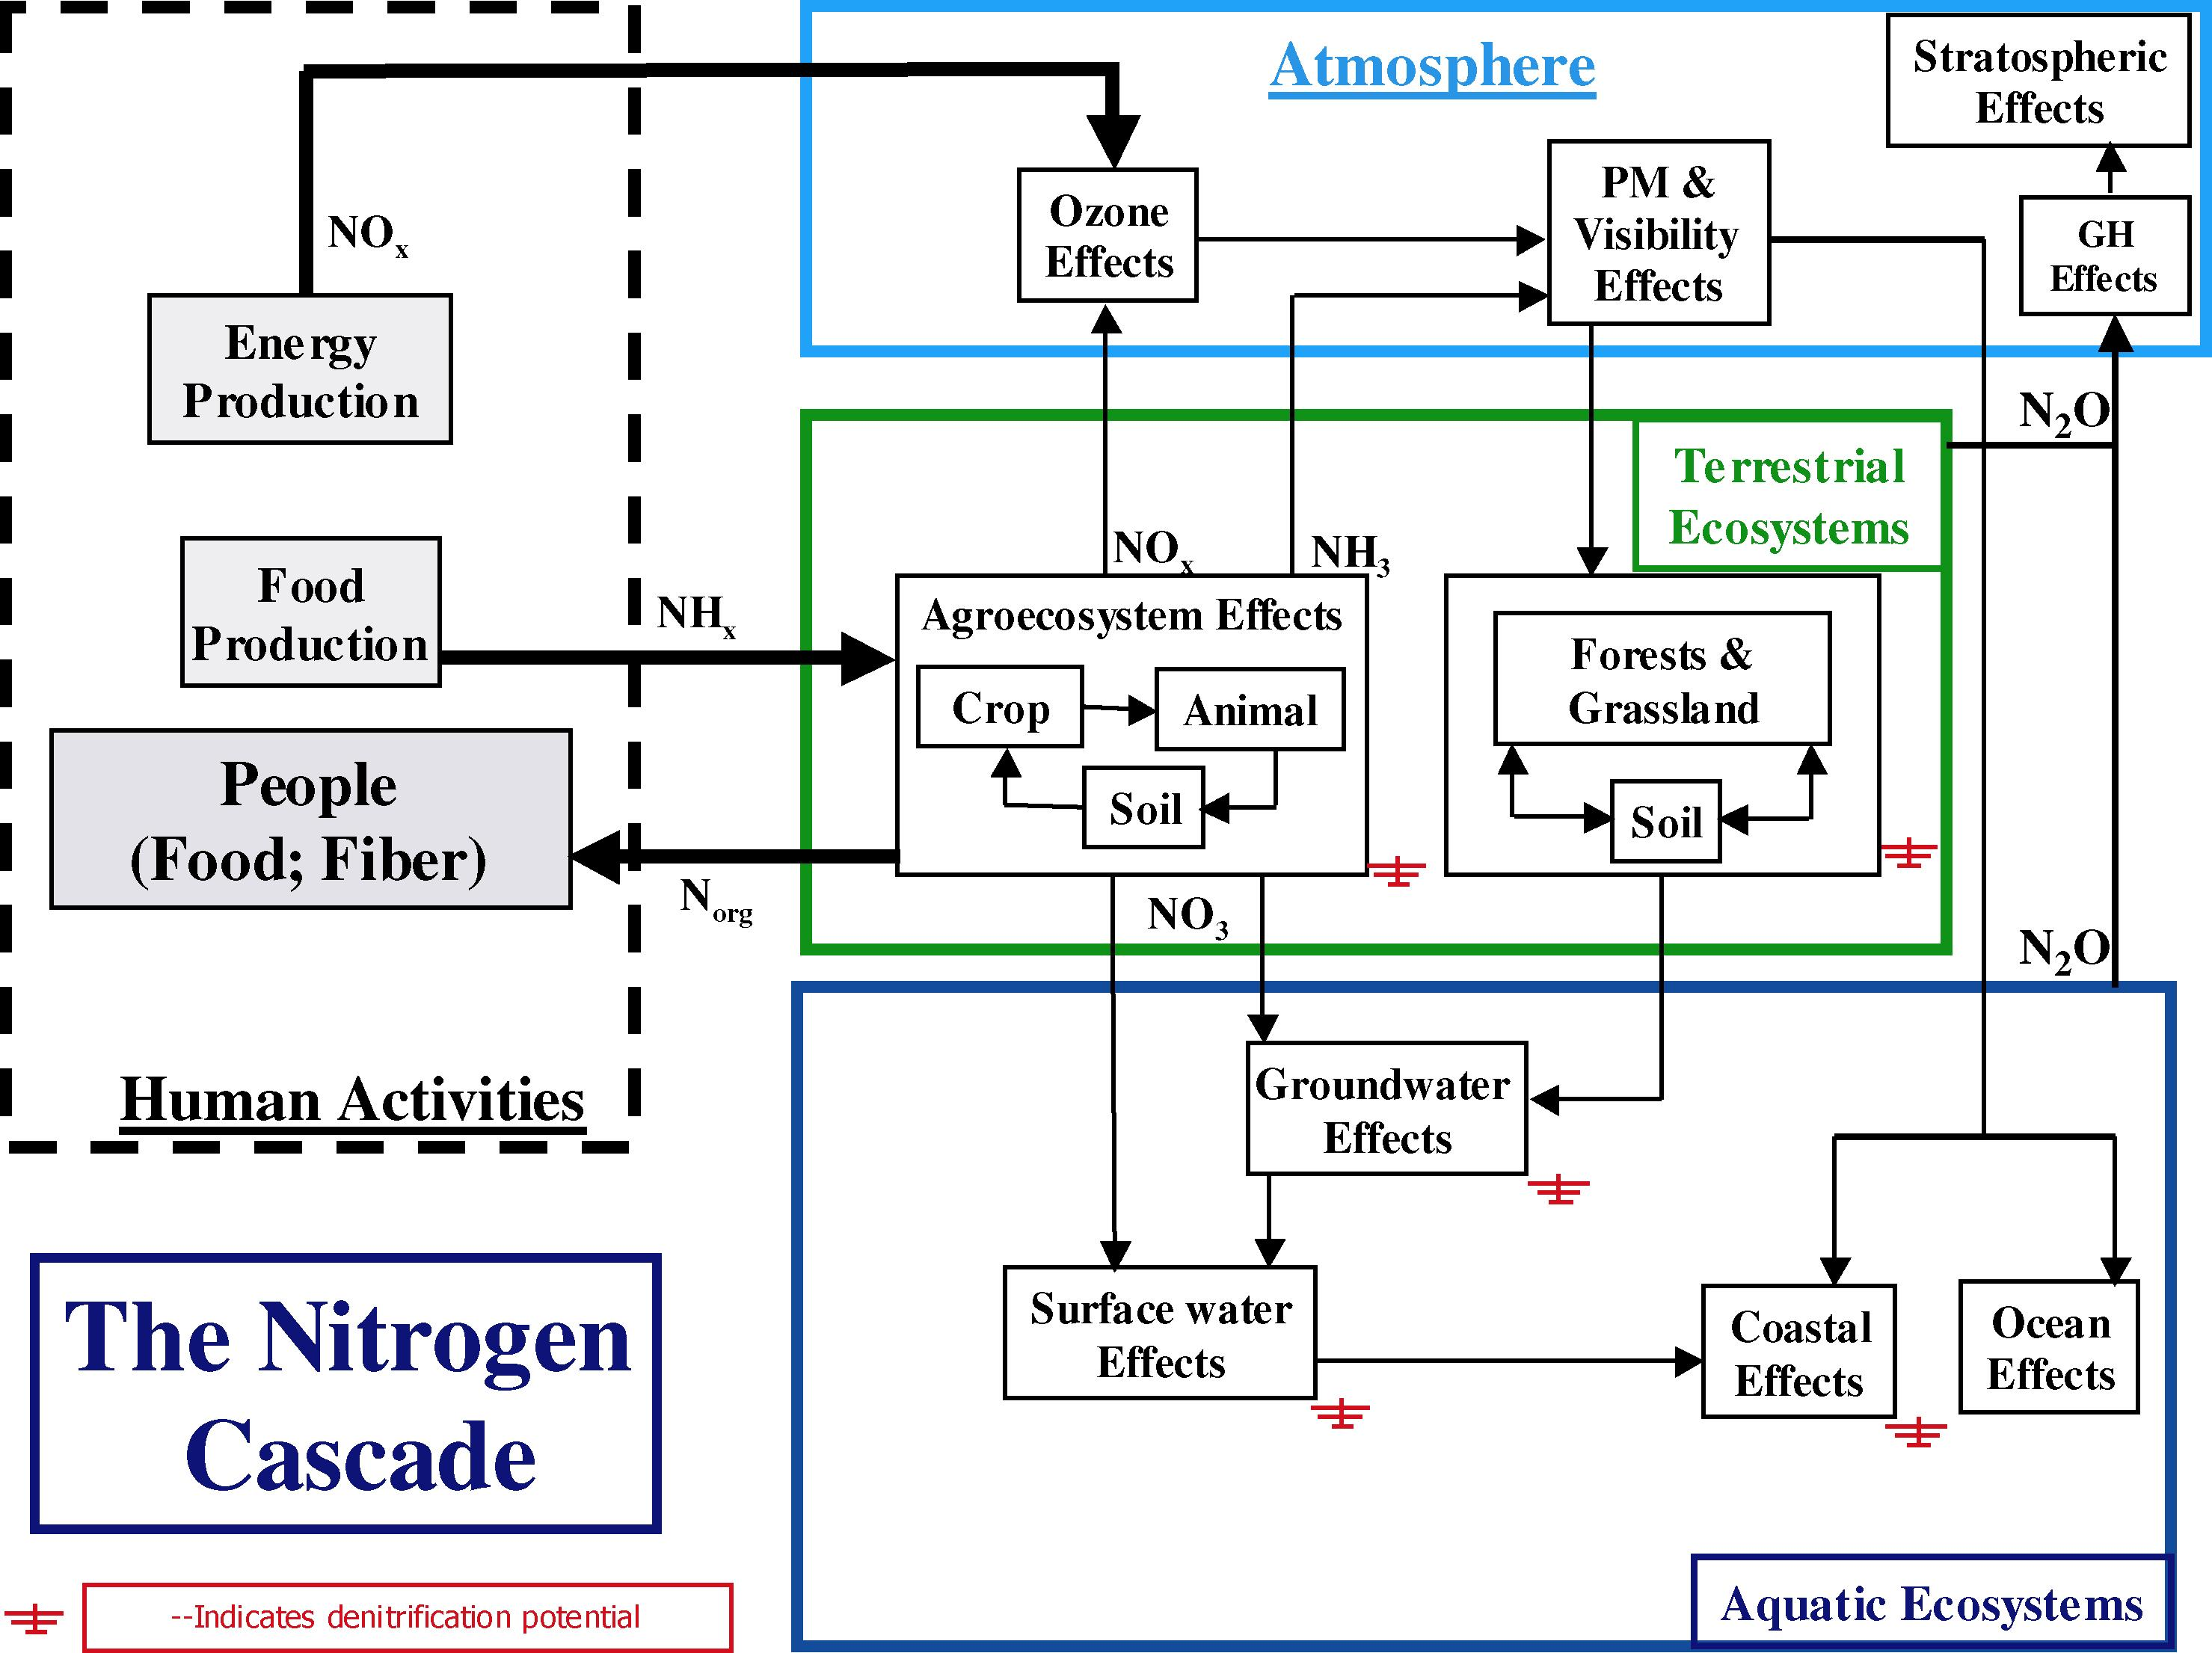 Atmosphere
Stratospheric
Effects
NOx
Ozone
Effects
PM &
Visibility
Effects
GH
Effects
Energy
Production
N2O
Terrestrial
Ecosystems
NOx
NH3
Food
Production
NHx
Agroecosystem Effects
Crop
Animal
Soil
Forests &
Grassland
Soil
People
(Food; Fiber)
Norg
NO3
N2O
Human Activities
Groundwater
Effects
Surface water
Effects
Coastal
Effects
Ocean
Effects
The Nitrogen
Cascade
--Indicates denitrification potential
Aquatic Ecosystems